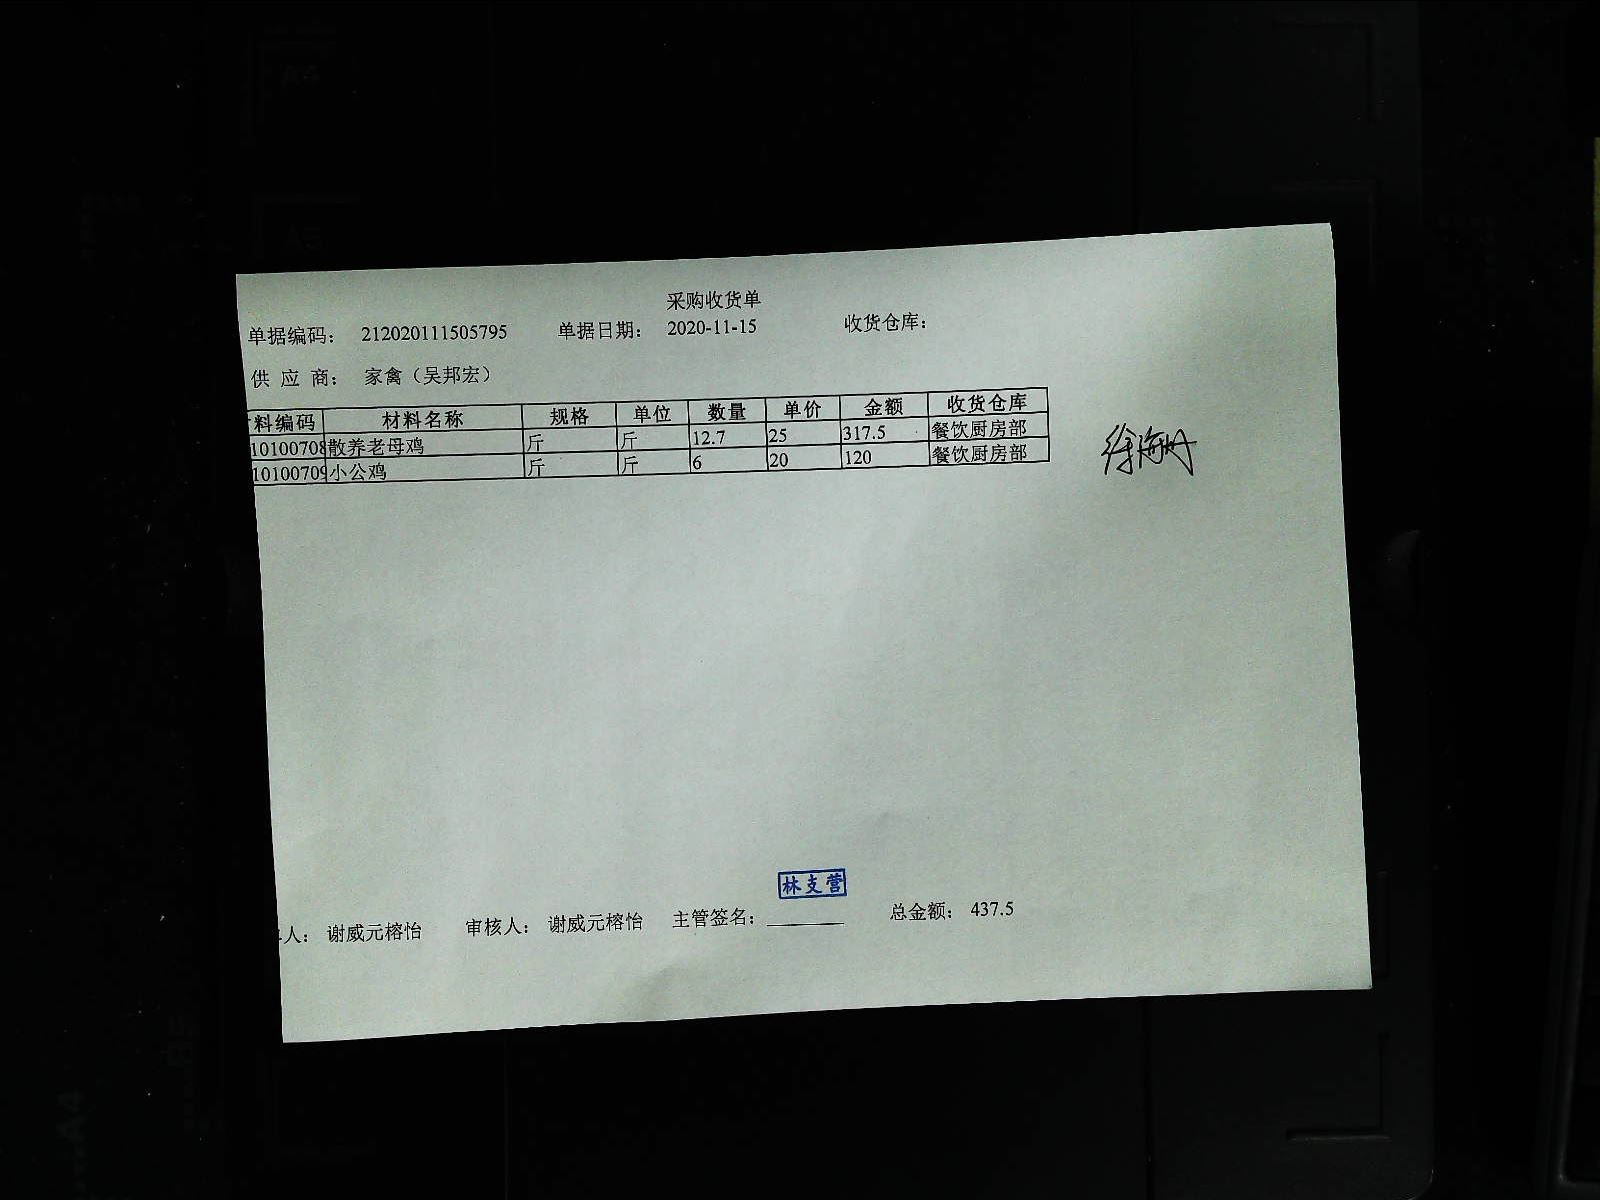 采购收货单
单据编码： 212020111505795 单据日期： 2020-11-15 收货仓库：
供 应 商： 家禽（吴邦宏）
料编码 材料名称 规格 单位 数量 单价 金额 收货仓库
10100708 散养老母鸡 斤 斤 12.7 25 317.5 餐饮厨房部
10100709 小公鸡 斤 斤 6 20 120 餐饮厨房部
林支营
人： 谢威元榕怡 审核人： 谢威元榕怡 主管签名： 总金额： 437.5